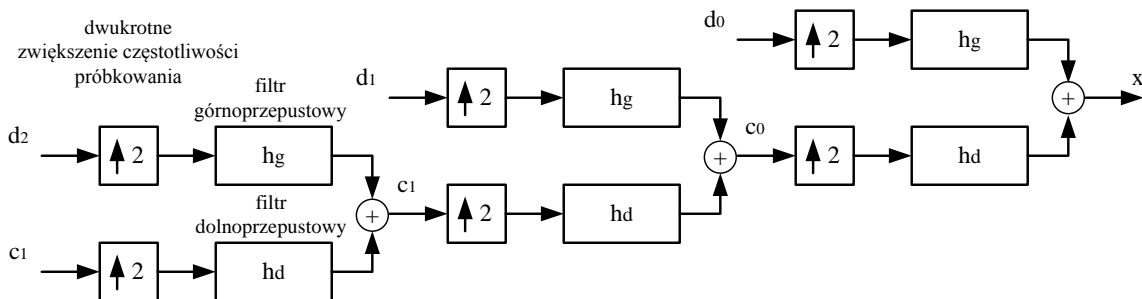 dwukrotne
zwiększenie częstotliwości
próbkowania
d0
2
hg
x
d1
2
hg
filtr
górnoprzepustowy
d2
2
hg
c0
2
hd
c1
2
hd
filtr
dolnoprzepustowy
c1
2
hd
+
+
+